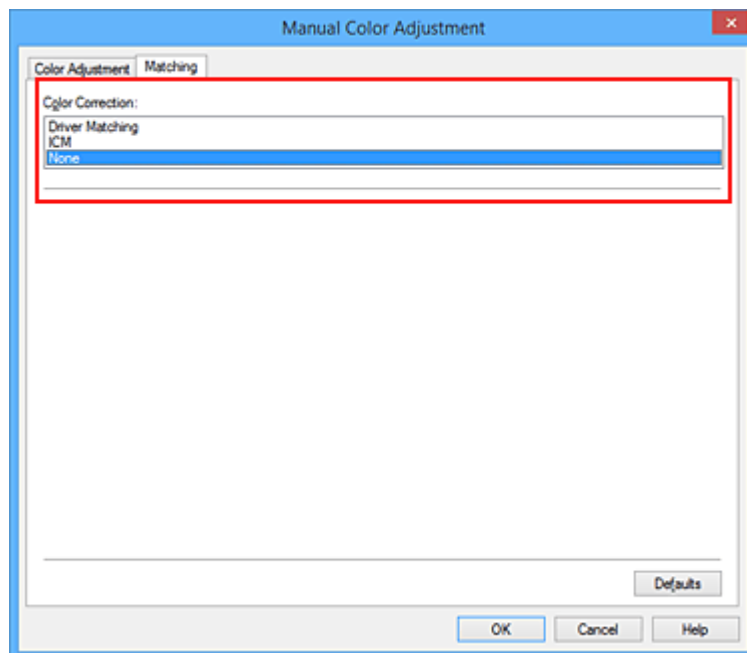 Manual Color Adjustment
Color Adjustment Matching
Color Correction:
Driver Matching
ICM
None
Defaults
OK Cancel Help